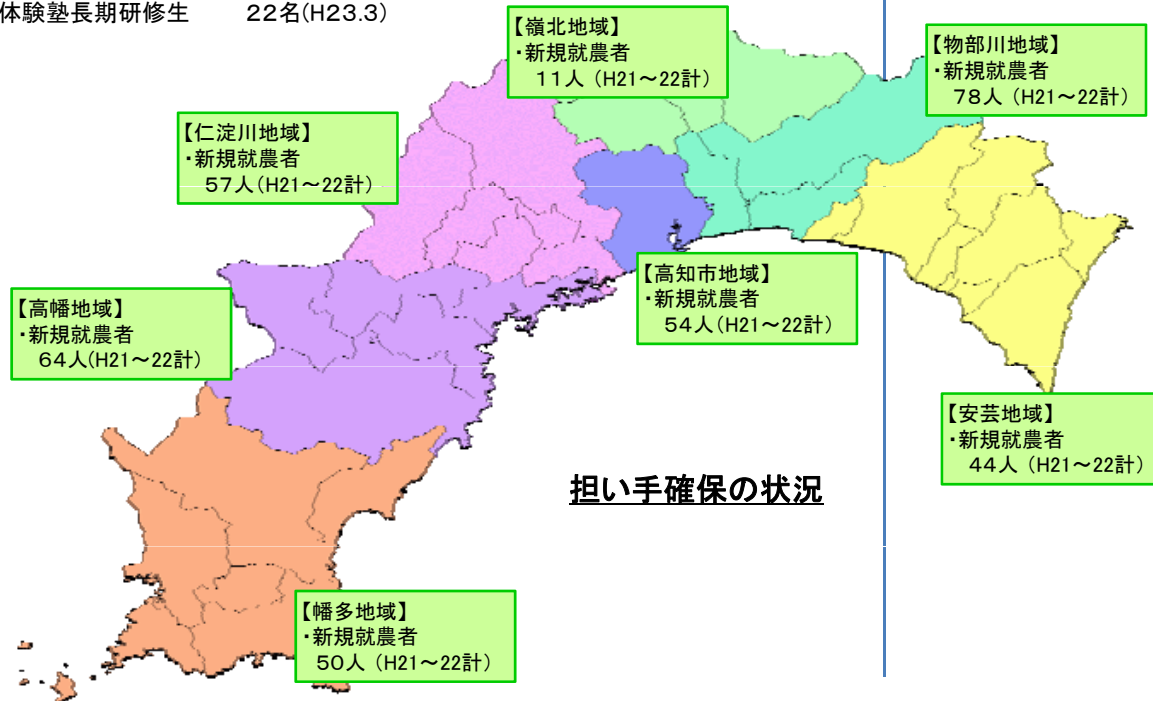 体験塾長期研修生　　22名(H23.3)
【嶺北地域】
・新規就農者
11人 (H21～22計)
【物部川地域】
・新規就農者
78人 (H21～22計)
【仁淀川地域】
・新規就農者
57人(H21～22計)
【高知市地域】
・新規就農者
54人(H21～22計)
【高幡地域】
・新規就農者
64人(H21～22計)
【安芸地域】
・新規就農者
44人 (H21～22計)
担い手確保の状況
【幡多地域】
・新規就農者
50人 (H21～22計)